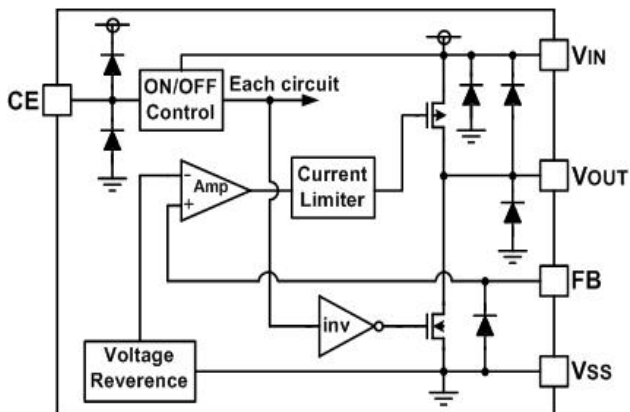 VIN
ON/OFF
Control
Each circuit
CE
Current
Limiter
-
Amp
+
VOUT
FB
inv
Voltage
Reverence
VSS